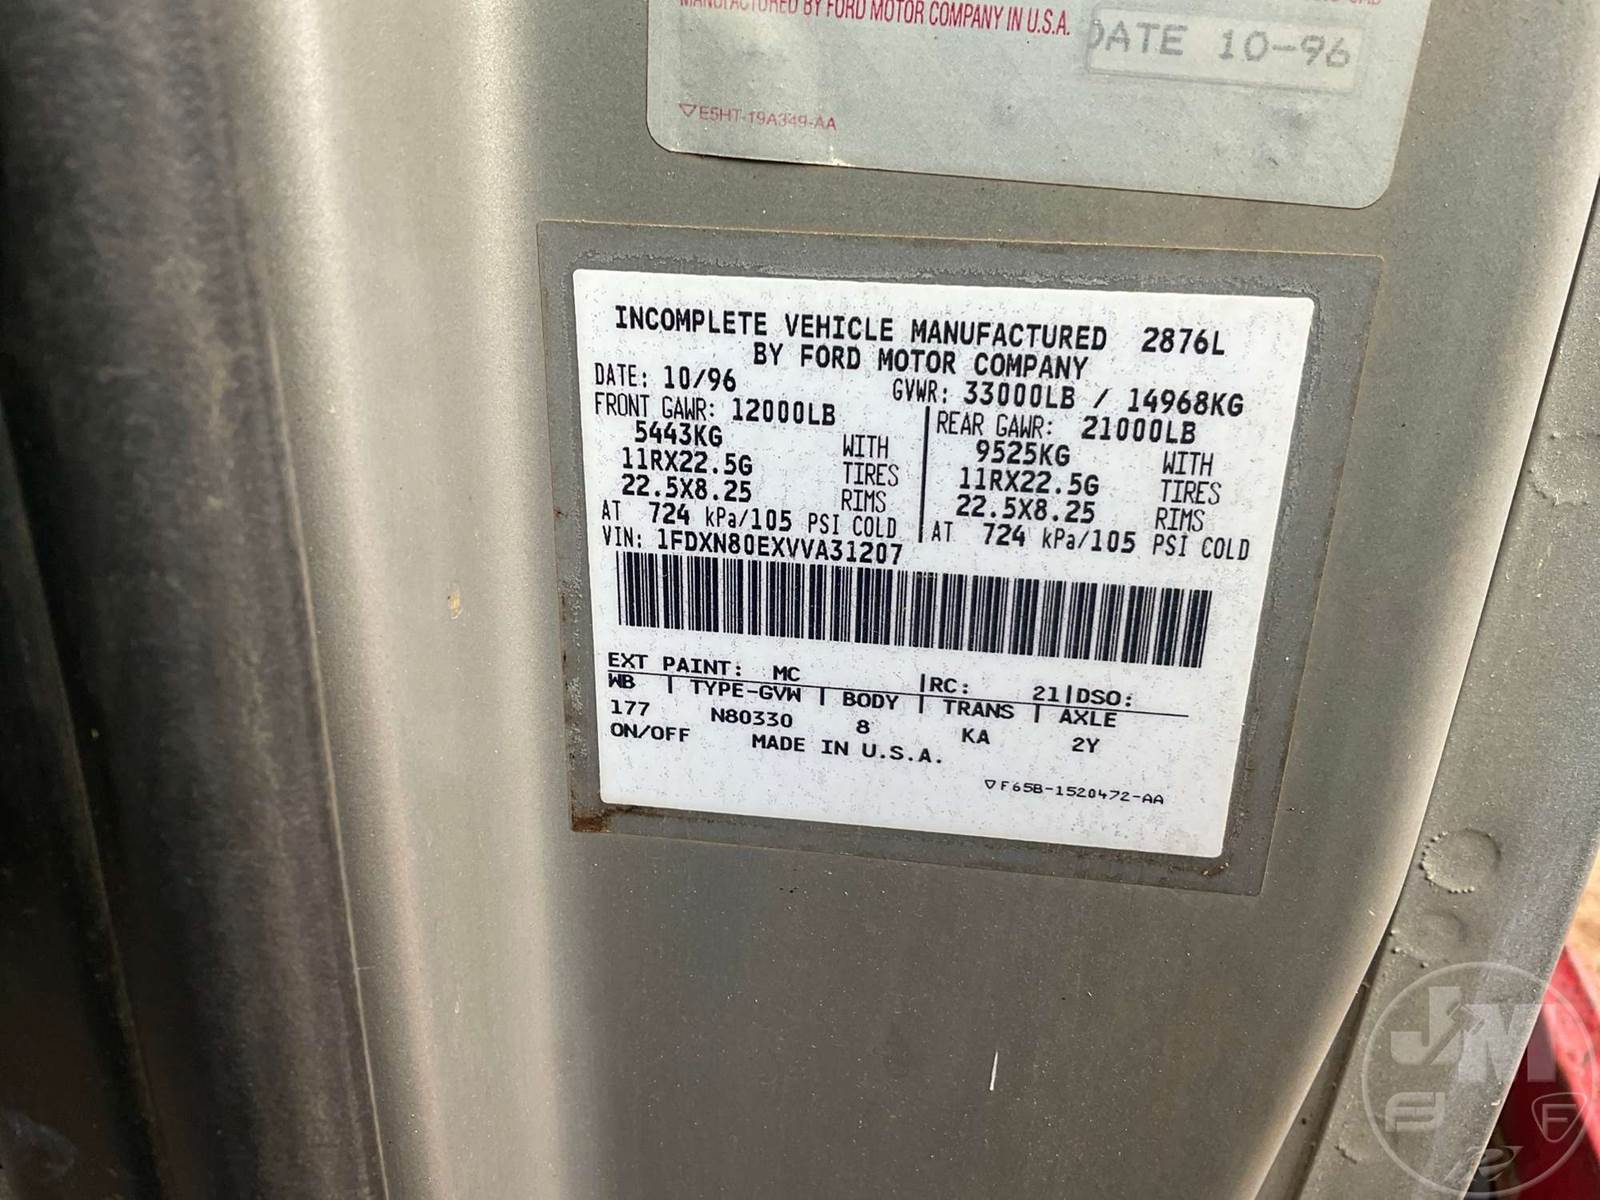 MANUFACTURED BY FORD MOTOR COMPANY IN U.S.A.
DATE 10-96
E5HT-19A349-AA
INCOMPLETE VEHICLE MANUFACTURED 2876L
BY FORD MOTOR COMPANY
DATE: 10/96 GVWR: 33000LB / 14968KG
FRONT GAWR: 12000LB REAR GAWR: 21000LB
5443KG WITH 9525KG WITH
11RX22.5G TIRES 11RX22.5G TIRES
22.5X8.25 RIMS 22.5X8.25 RIMS
AT 724 kPa/105 PSI COLD AT 724 kPa/105 PSI COLD
VIN: 1FDXN80EXVVA31207
EXT PAINT: MC |RC: 21|DSO:
WB | TYPE-GVW | BODY | TRANS | AXLE
177 N80330 8 KA 2Y
ON/OFF MADE IN U.S.A.
F65B-1520472-AA
JM